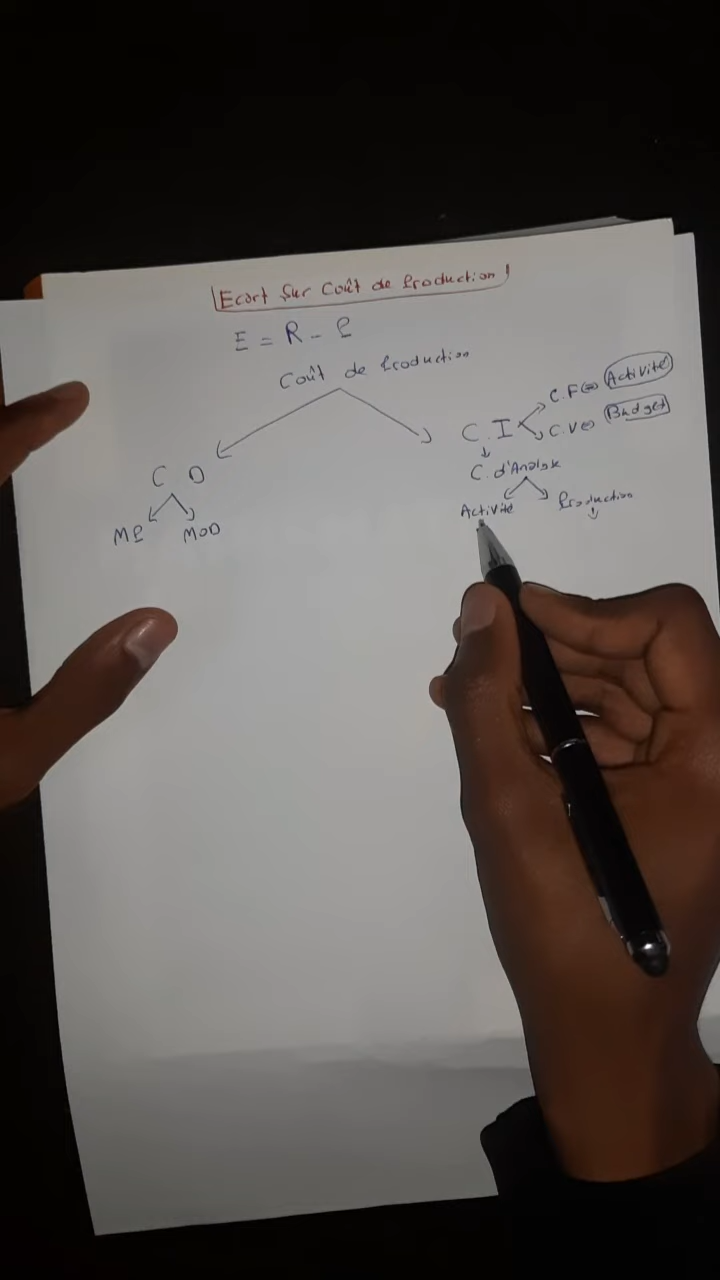 Ecart Sur Coût de Production
E = R - P
Coût de Production
C.F Activité
C.I
C.V Budget
C D
C. d'Analyse
Activité Production
MP MOD